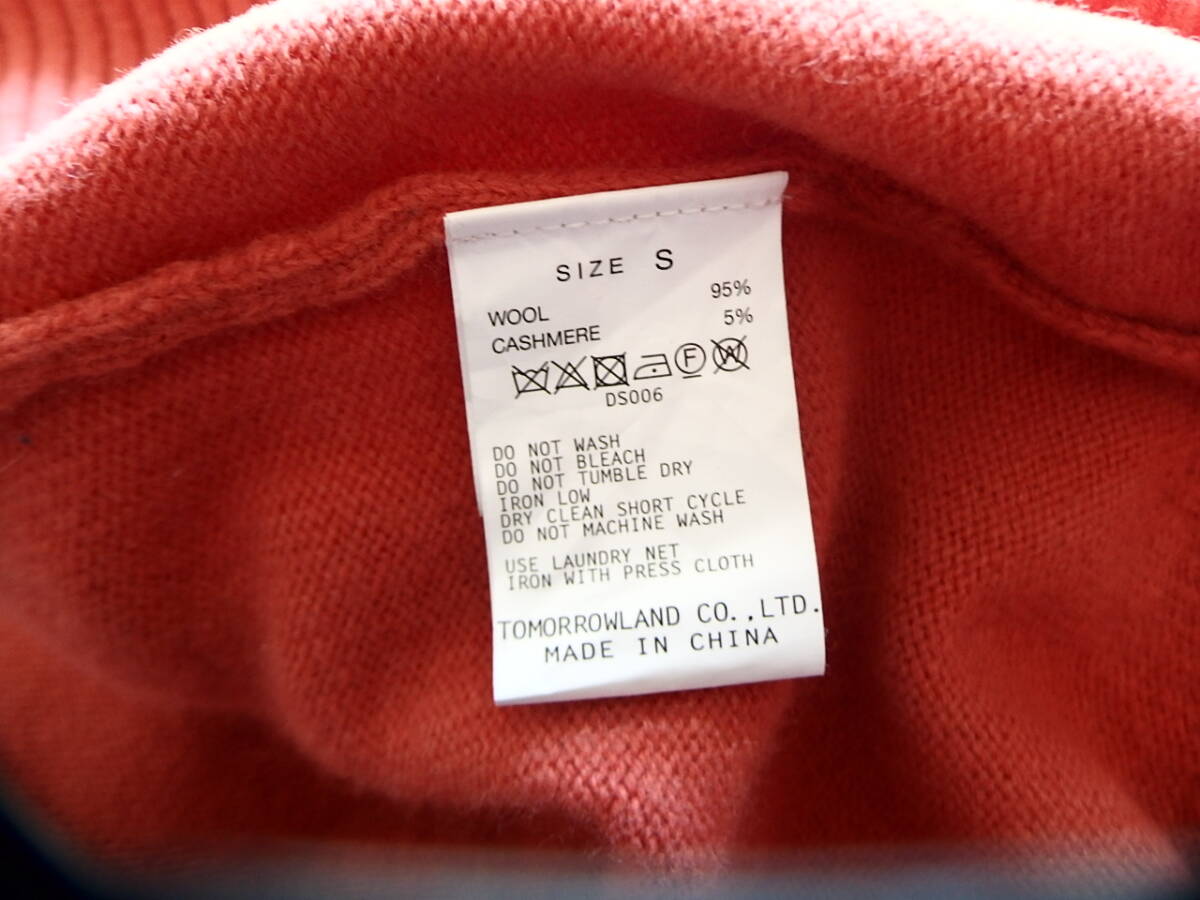 SIZE S
WOOL 95%
CASHMERE 5%
F W
DS006
DO NOT WASH
DO NOT BLEACH
DO NOT TUMBLE DRY
IRON LOW
DRY CLEAN SHORT CYCLE
DO NOT MACHINE WASH
USE LAUNDRY NET
IRON WITH PRESS CLOTH
TOMORROWLAND CO.,LTD.
MADE IN CHINA